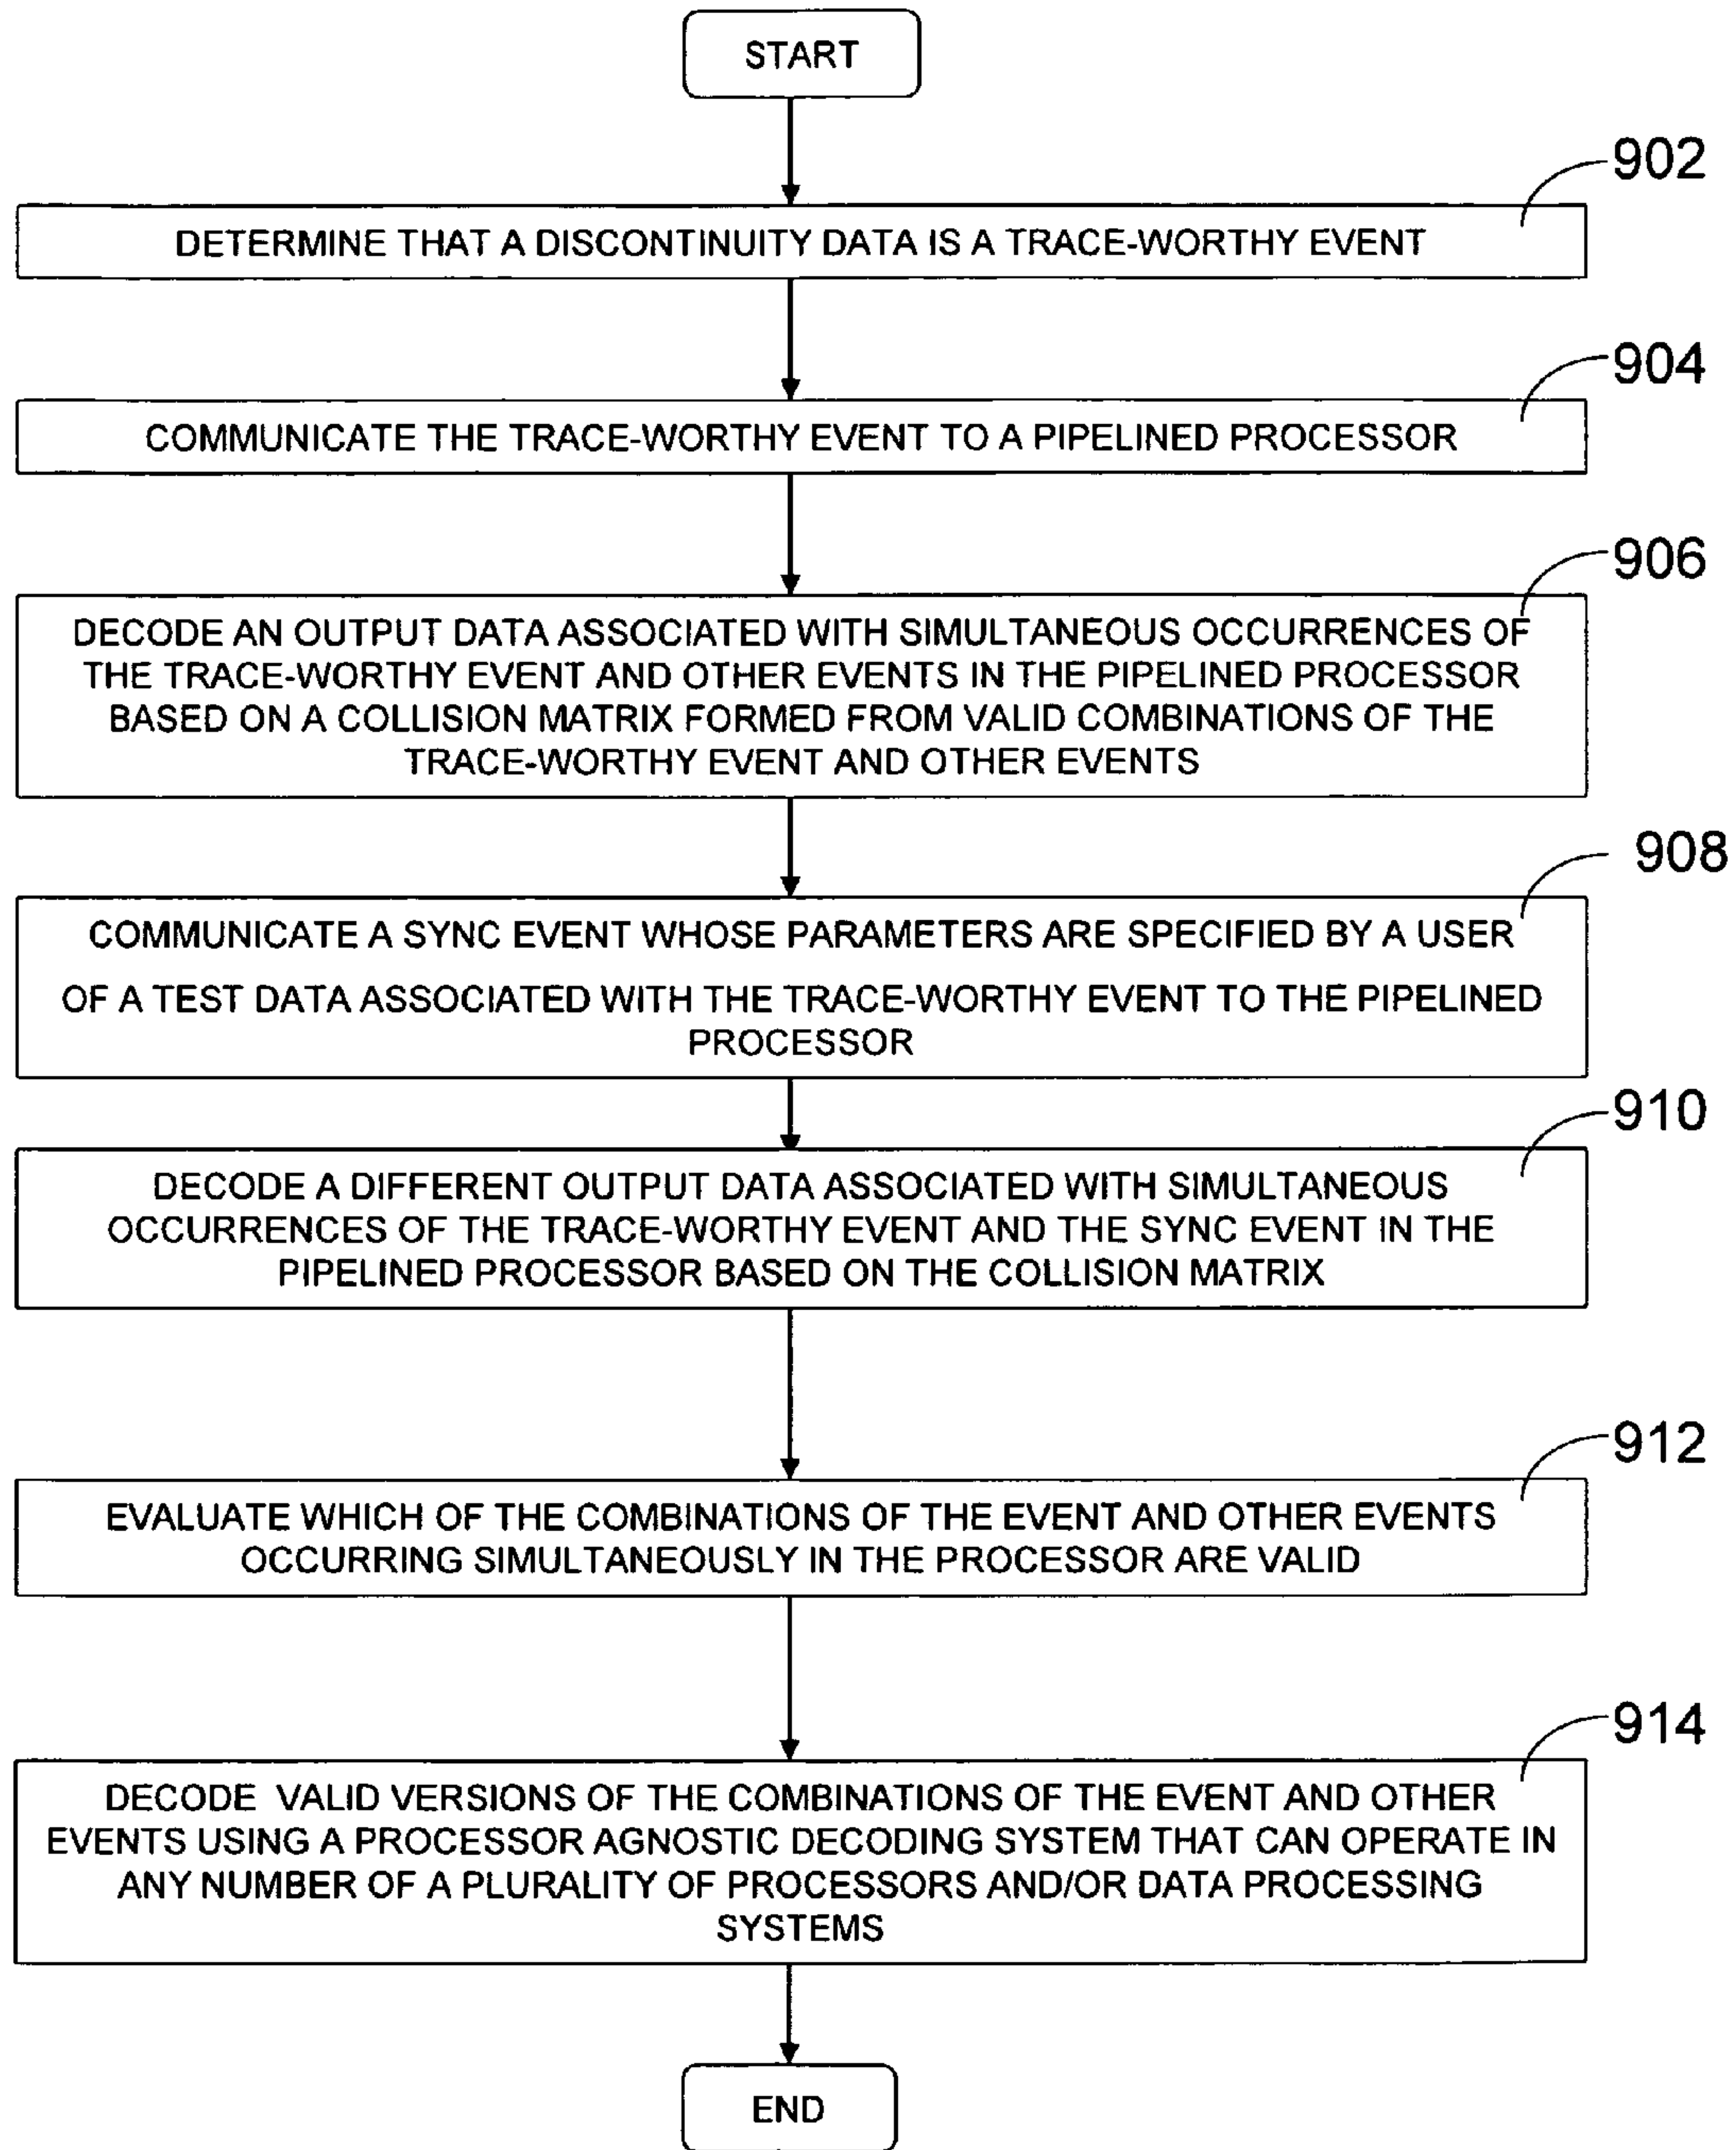 START
902
DETERMINE THAT A DISCONTINUITY DATA IS A TRACE-WORTHY EVENT
904
COMMUNICATE THE TRACE-WORTHY EVENT TO A PIPELINED PROCESSOR
906
DECODE AN OUTPUT DATA ASSOCIATED WITH SIMULTANEOUS OCCURRENCES OF
THE TRACE-WORTHY EVENT AND OTHER EVENTS IN THE PIPELINED PROCESSOR
BASED ON A COLLISION MATRIX FORMED FROM VALID COMBINATIONS OF THE
TRACE-WORTHY EVENT AND OTHER EVENTS
908
COMMUNICATE A SYNC EVENT WHOSE PARAMETERS ARE SPECIFIED BY A USER
OF A TEST DATA ASSOCIATED WITH THE TRACE-WORTHY EVENT TO THE PIPELINED
PROCESSOR
910
DECODE A DIFFERENT OUTPUT DATA ASSOCIATED WITH SIMULTANEOUS
OCCURRENCES OF THE TRACE-WORTHY EVENT AND THE SYNC EVENT IN THE
PIPELINED PROCESSOR BASED ON THE COLLISION MATRIX
912
EVALUATE WHICH OF THE COMBINATIONS OF THE EVENT AND OTHER EVENTS
OCCURRING SIMULTANEOUSLY IN THE PROCESSOR ARE VALID
914
DECODE VALID VERSIONS OF THE COMBINATIONS OF THE EVENT AND OTHER
EVENTS USING A PROCESSOR AGNOSTIC DECODING SYSTEM THAT CAN OPERATE IN
ANY NUMBER OF A PLURALITY OF PROCESSORS AND/OR DATA PROCESSING
SYSTEMS
END